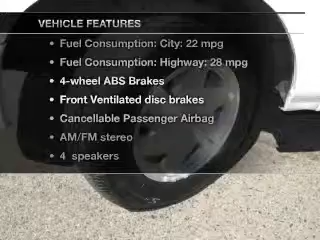 VEHICLE FEATURES
• Fuel Consumption: City: 22 mpg
• Fuel Consumption: Highway: 28 mpg
• 4-wheel ABS Brakes
• Front Ventilated disc brakes
• Cancellable Passenger Airbag
• AM/FM stereo
• 4 speakers